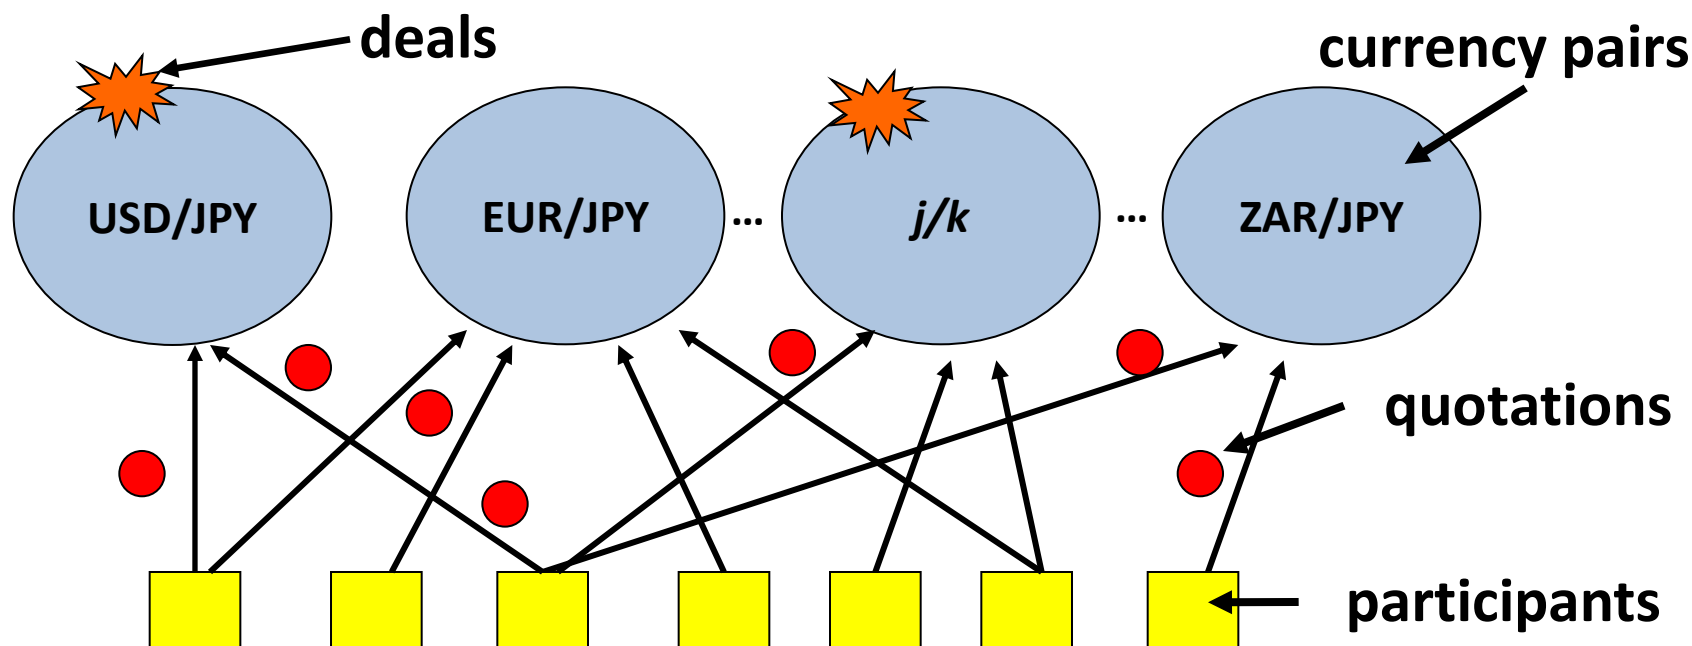 deals
currency pairs
USD/JPY
EUR/JPY
...
j/k
...
ZAR/JPY
quotations
participants